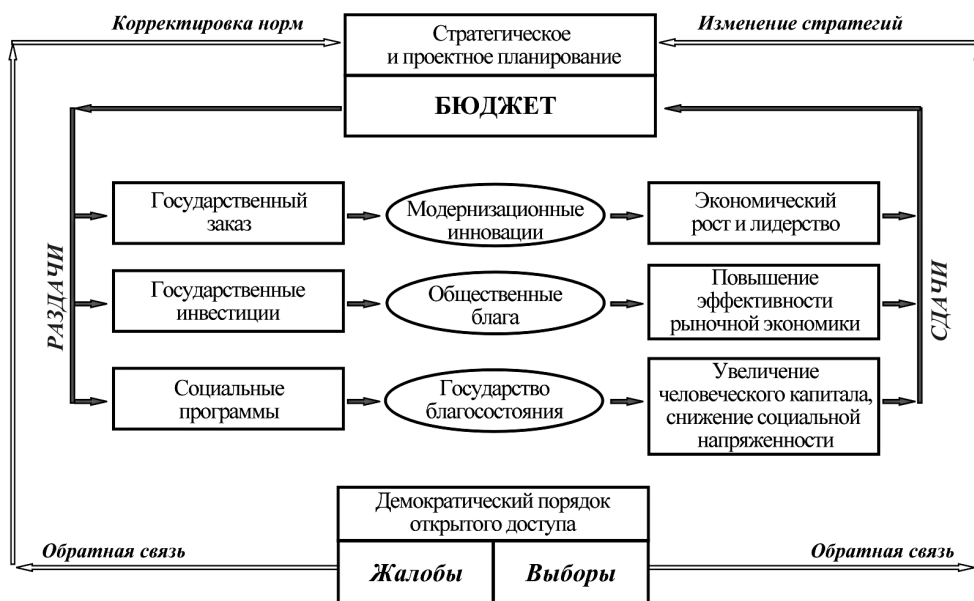 Корректировка норм
Стратегическое
и проектное планирование
Изменение стратегий
БЮДЖЕТ
РАЗДАЧИ
Государственный
заказ
Модернизационные
инновации
Экономический
рост и лидерство
Государственные
инвестиции
Общественные
блага
Повышение
эффективности
рыночной экономики
Социальные
программы
Государство
благосостояния
Увеличение
человеческого капитала,
снижение социальной
напряженности
СДАЧИ
Демократический порядок
открытого доступа
Обратная связь
Жалобы
Выборы
Обратная связь